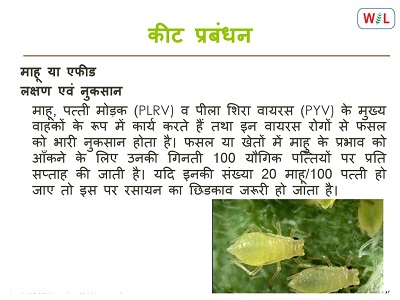 WIL
कीट प्रबंधन
माहू या एफीड
लक्षण एवं नुकसान
माहू, पत्ती मोड़क (PLRV) व पीला शिरा वायरस (PYV) के मुख्य
वाहकों के रूप में कार्य करते हैं तथा इन वायरस रोगों से फसल
को भारी नुकसान होता है। फसल या खेतों में माहु के प्रभाव को
आँकने के लिए उनकी गिनती 100 यौगिक पत्तियों पर प्रति
सप्ताह की जाती है। यदि इनकी संख्या 20 माहू/100 पत्ती हो
जाए तो इस पर रसायन का छिडकाव जरूरी हो जाता है।